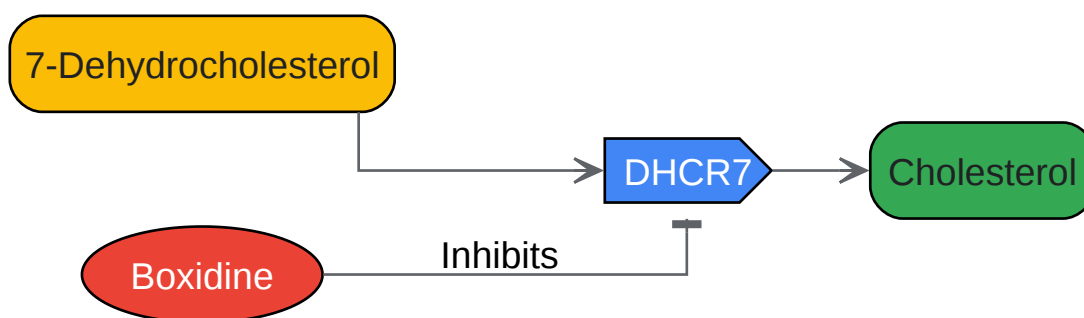 7-Dehydrocholesterol
DHCR7
Cholesterol
Inhibits
Boxidine